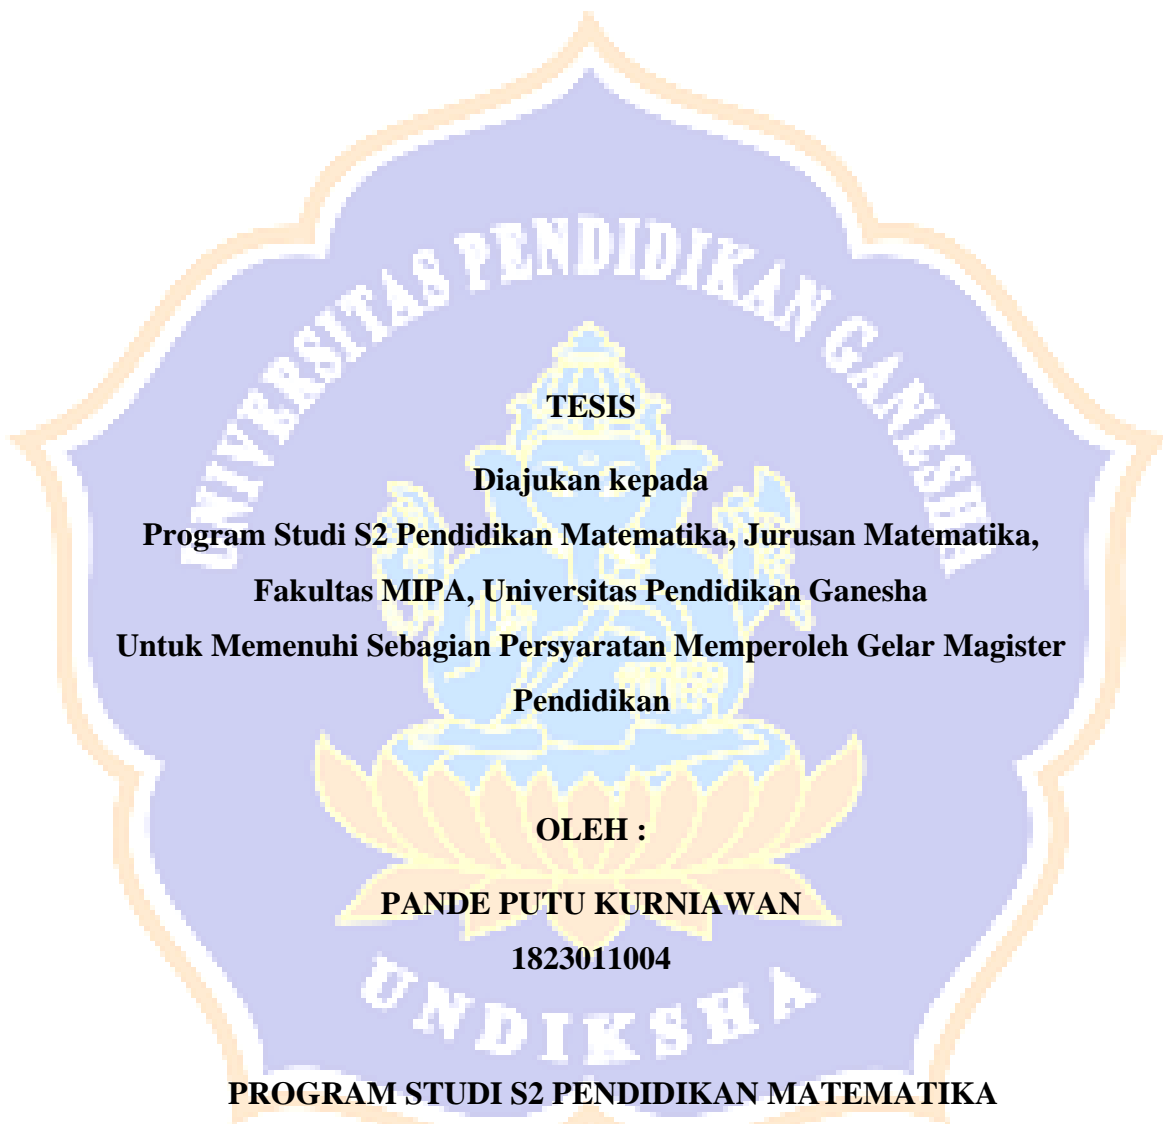 UNIVERSITAS PENDIDIKAN GANESHA
TESIS
Diajukan kepada
Program Studi S2 Pendidikan Matematika, Jurusan Matematika,
Fakultas MIPA, Universitas Pendidikan Ganesha
Untuk Memenuhi Sebagian Persyaratan Memperoleh Gelar Magister
Pendidikan
OLEH :
PANDE PUTU KURNIAWAN
1823011004
UNDIKSHA
PROGRAM STUDI S2 PENDIDIKAN MATEMATIKA